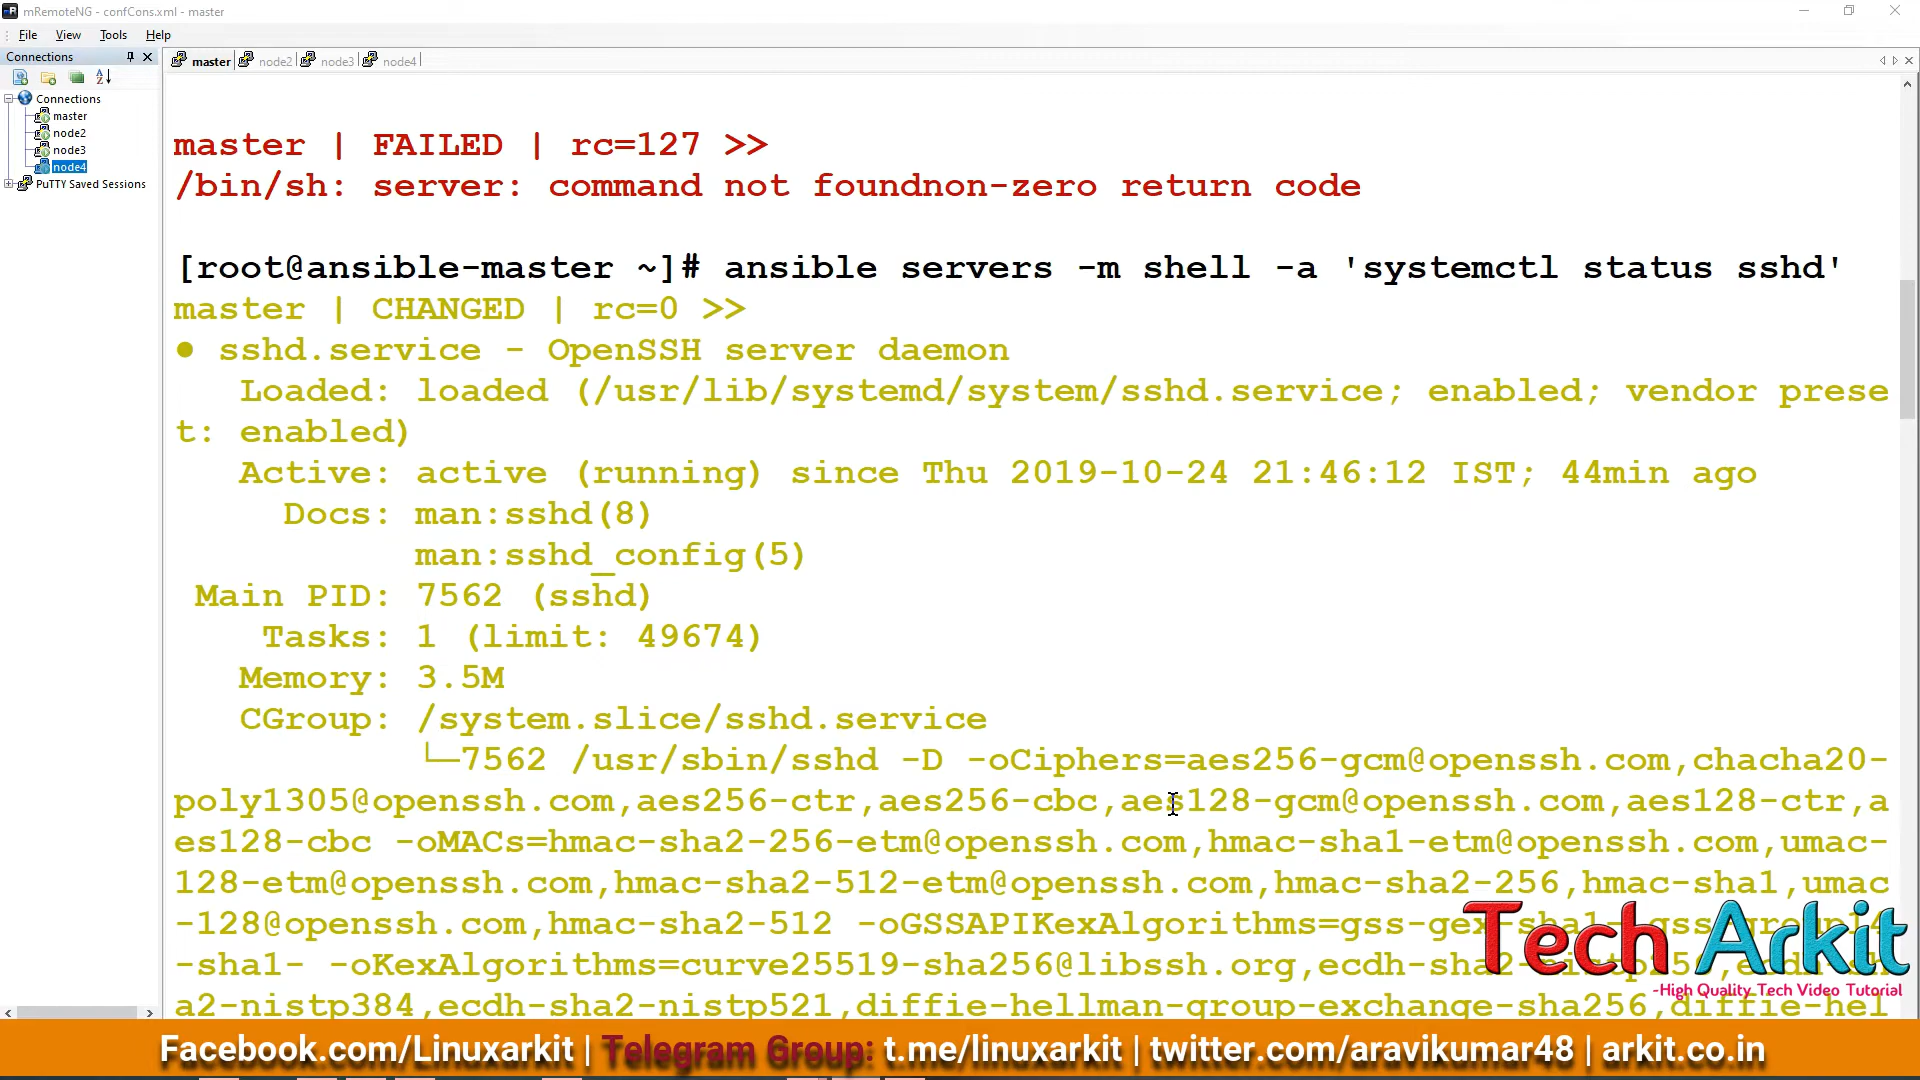 mRemoteNG - confCons.xml - master
File View Tools Help
Connections
master node2 node3 node4
Connections
master
node2
node3
node4
PuTTY Saved Sessions
master | FAILED | rc=127 >>
/bin/sh: server: command not foundnon-zero return code
[root@ansible-master ~]# ansible servers -m shell -a 'systemctl status sshd'
master | CHANGED | rc=0 >>
● sshd.service - OpenSSH server daemon
Loaded: loaded (/usr/lib/systemd/system/sshd.service; enabled; vendor prese
t: enabled)
Active: active (running) since Thu 2019-10-24 21:46:12 IST; 44min ago
Docs: man:sshd(8)
man:sshd_config(5)
Main PID: 7562 (sshd)
Tasks: 1 (limit: 49674)
Memory: 3.5M
CGroup: /system.slice/sshd.service
└─7562 /usr/sbin/sshd -D -oCiphers=aes256-gcm@openssh.com,chacha20-
poly1305@openssh.com,aes256-ctr,aes256-cbc,aes128-gcm@openssh.com,aes128-ctr,a
es128-cbc -oMACs=hmac-sha2-256-etm@openssh.com,hmac-sha1-etm@openssh.com,umac-
128-etm@openssh.com,hmac-sha2-512-etm@openssh.com,hmac-sha2-256,hmac-sha1,umac
-128@openssh.com,hmac-sha2-512 -oGSSAPIKexAlgorithms=gss-gex-sha1-,gss-group14
-sha1- -oKexAlgorithms=curve25519-sha256@libssh.org,ecdh-sha2-nistp256,ecdh-sh
a2-nistp384,ecdh-sha2-nistp521,diffie-hellman-group-exchange-sha256,diffie-hel
Tech Arkit
-High Quality Tech Video Tutorial
Facebook.com/Linuxarkit | Telegram Group: t.me/linuxarkit | twitter.com/aravikumar48 | arkit.co.in